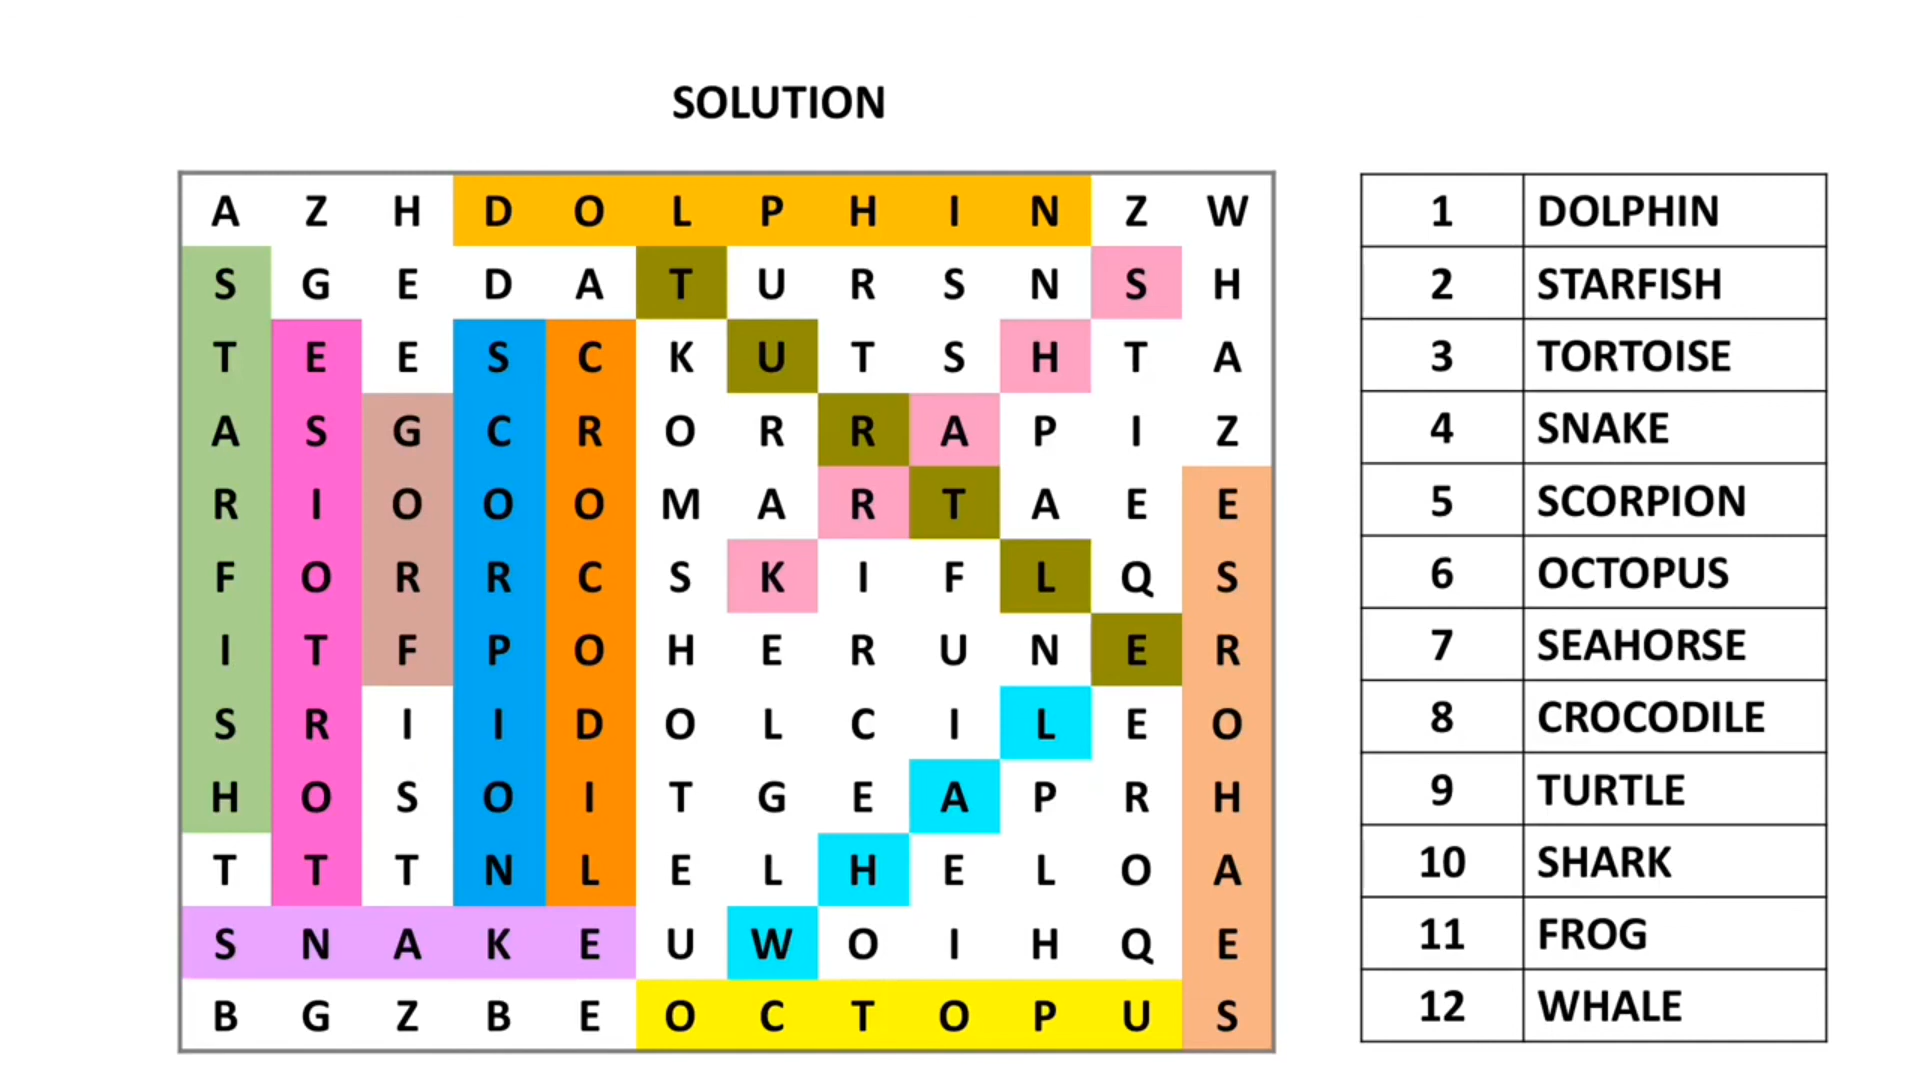 SOLUTION
A Z H D O L P H I N Z W
S G E D A T U R S N S H
T E E S C K U T S H T A
A S G C R O R R A P I Z
R I O O O M A R T A E E
F O R R C S K I F L Q S
I T F P O H E R U N E R
S R I I D O L C I L E O
H O S O I T G E A P R H
T T T N L E L H E L O A
S N A K E U W O I H Q E
B G Z B E O C T O P U S
1 DOLPHIN
2 STARFISH
3 TORTOISE
4 SNAKE
5 SCORPION
6 OCTOPUS
7 SEAHORSE
8 CROCODILE
9 TURTLE
10 SHARK
11 FROG
12 WHALE